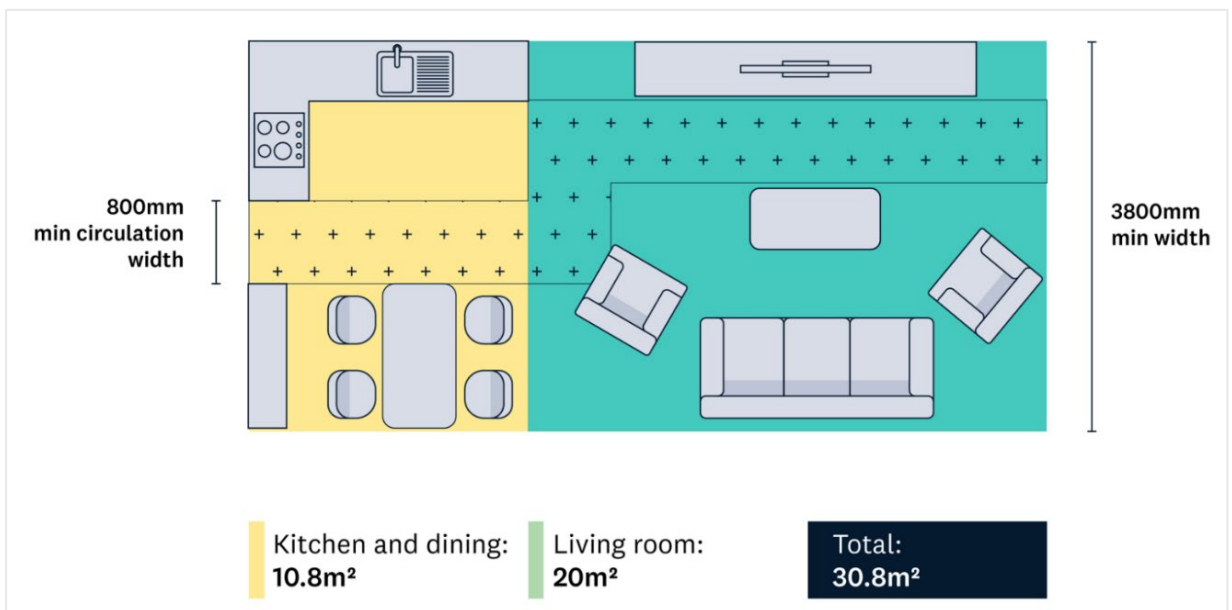 800mm
min circulation
width
3800mm
min width
Kitchen and dining:
10.8m²
Living room:
20m²
Total:
30.8m²